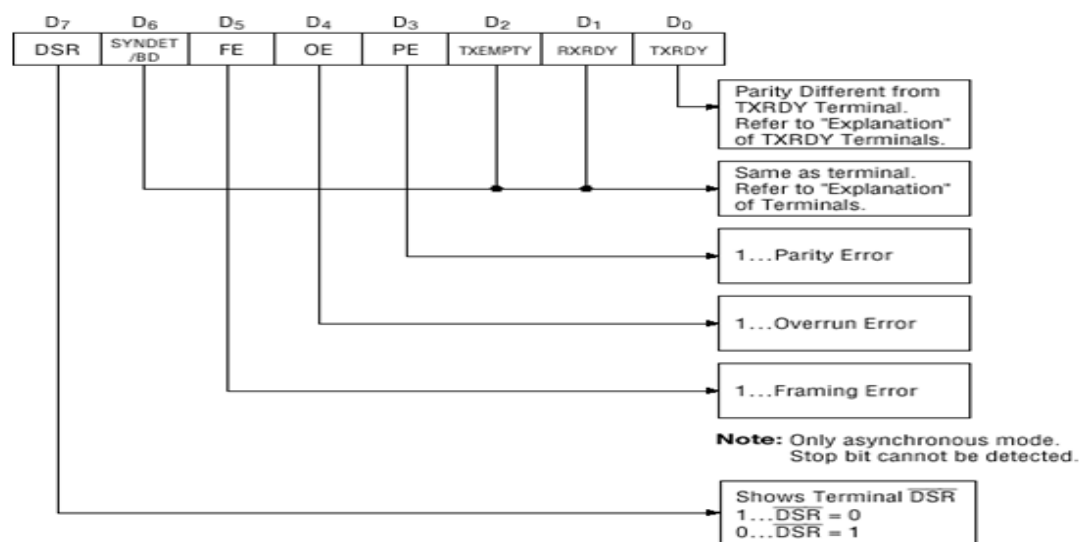 D7 D6 D5 D4 D3 D2 D1 D0
DSR SYNDET /BD FE OE PE TXEMPTY RXRDY TXRDY
Parity Different from
TXRDY Terminal.
Refer to "Explanation"
of TXRDY Terminals.
Same as terminal.
Refer to "Explanation"
of Terminals.
1...Parity Error
1...Overrun Error
1...Framing Error
Note: Only asynchronous mode.
Stop bit cannot be detected.
Shows Terminal D̅S̅R̅
1...D̅S̅R̅ = 0
0...D̅S̅R̅ = 1